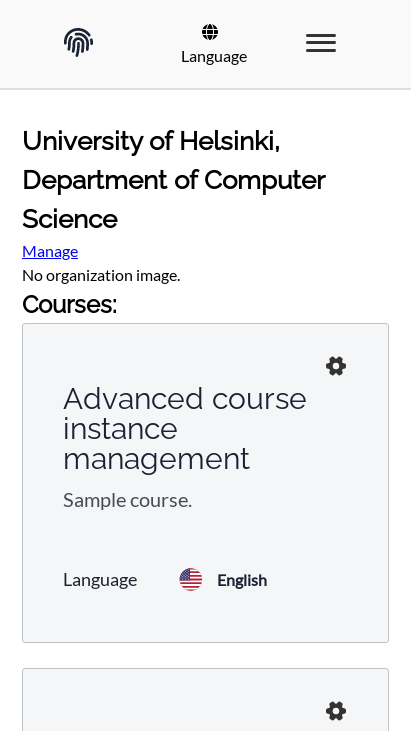 Language
University of Helsinki,
Department of Computer
Science
Manage
No organization image.
Courses:
Advanced course
instance
management
Sample course.
Language English